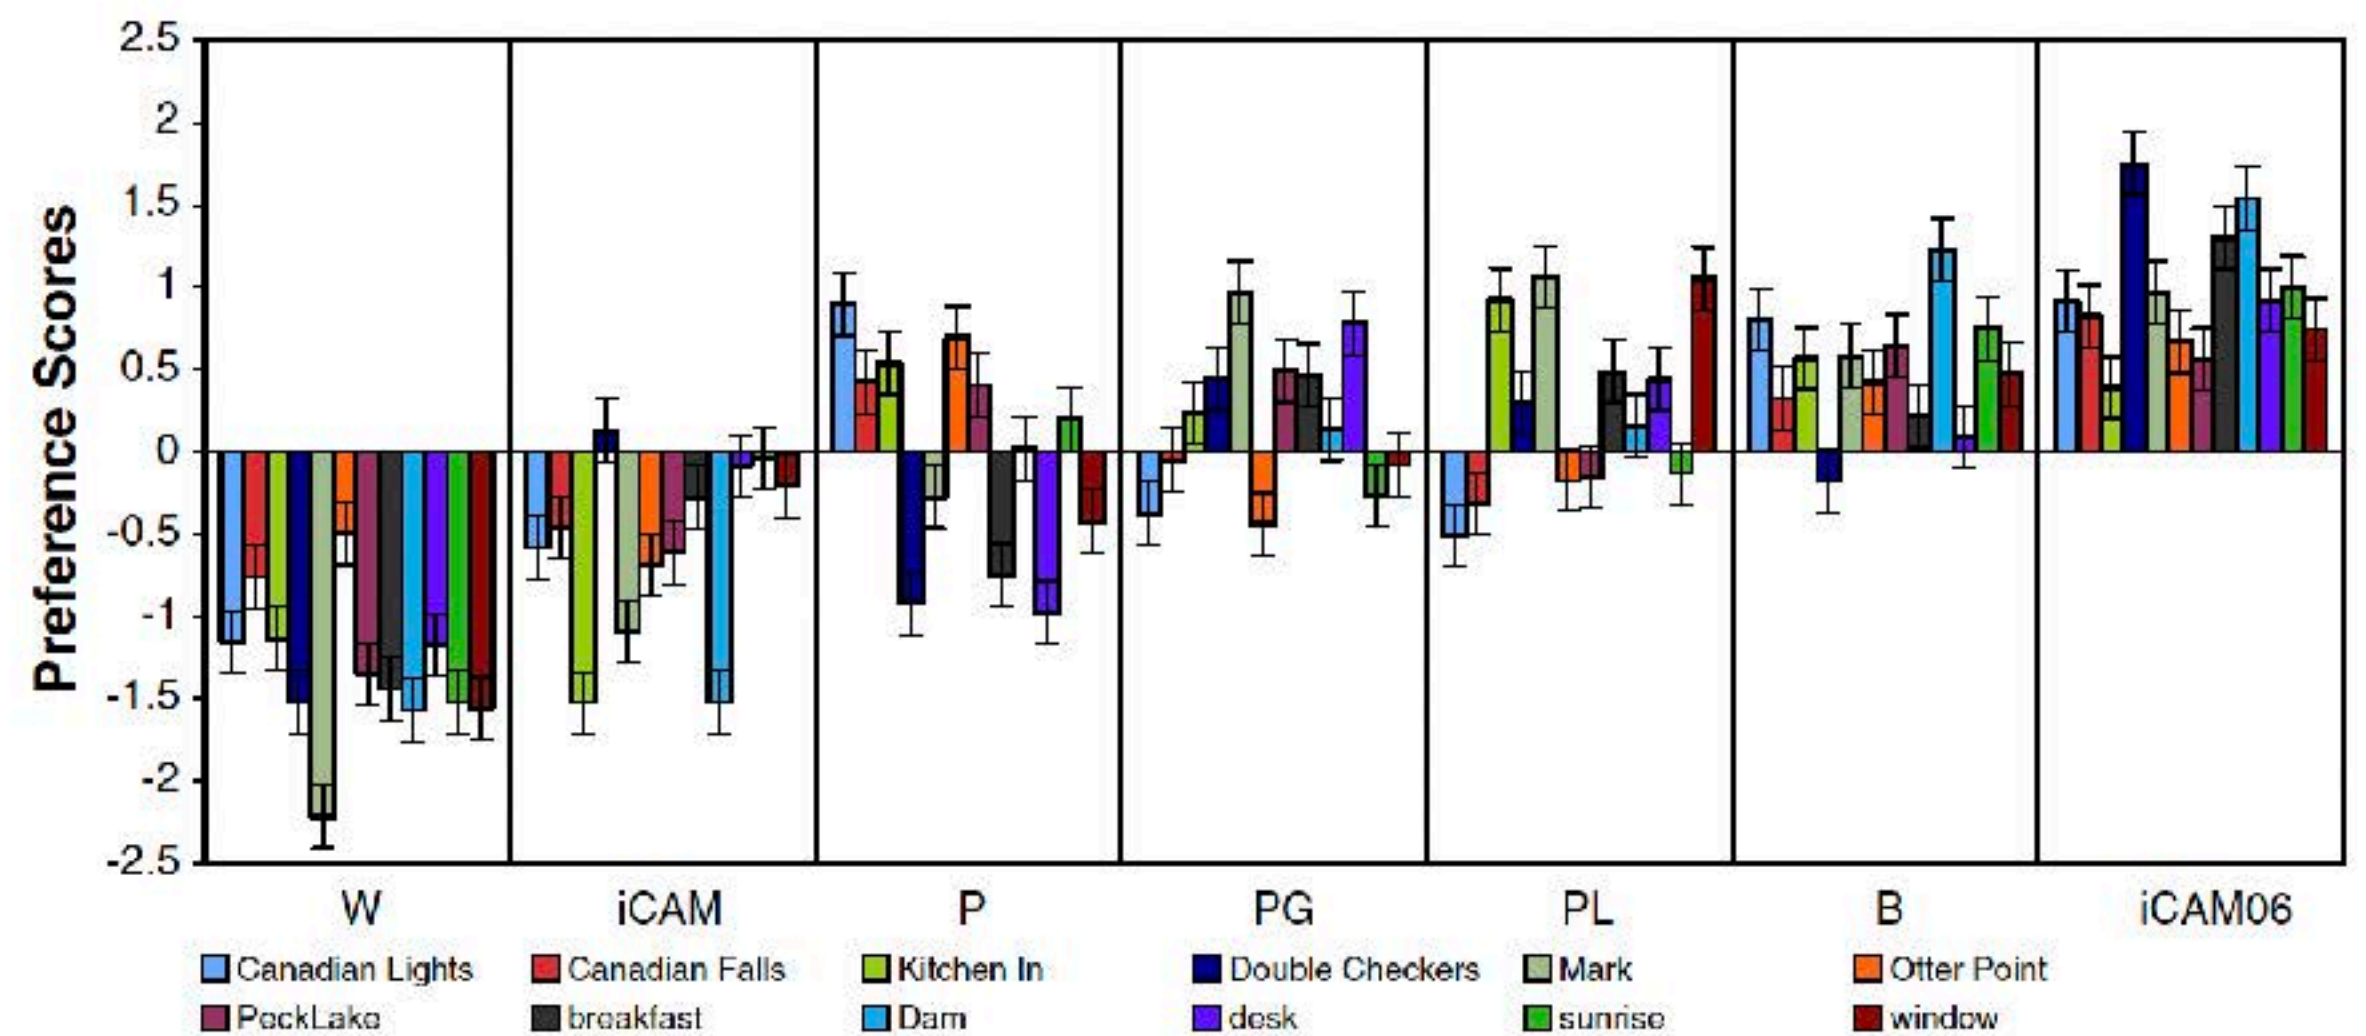 2.5
2
1.5
1
0.5
0
-0.5
-1
-1.5
-2
-2.5
Preference Scores
W iCAM P PG PL B iCAM06
Canadian Lights Canadian Falls Kitchen In Double Checkers Mark Otter Point
PeckLake breakfast Dam desk sunrise window